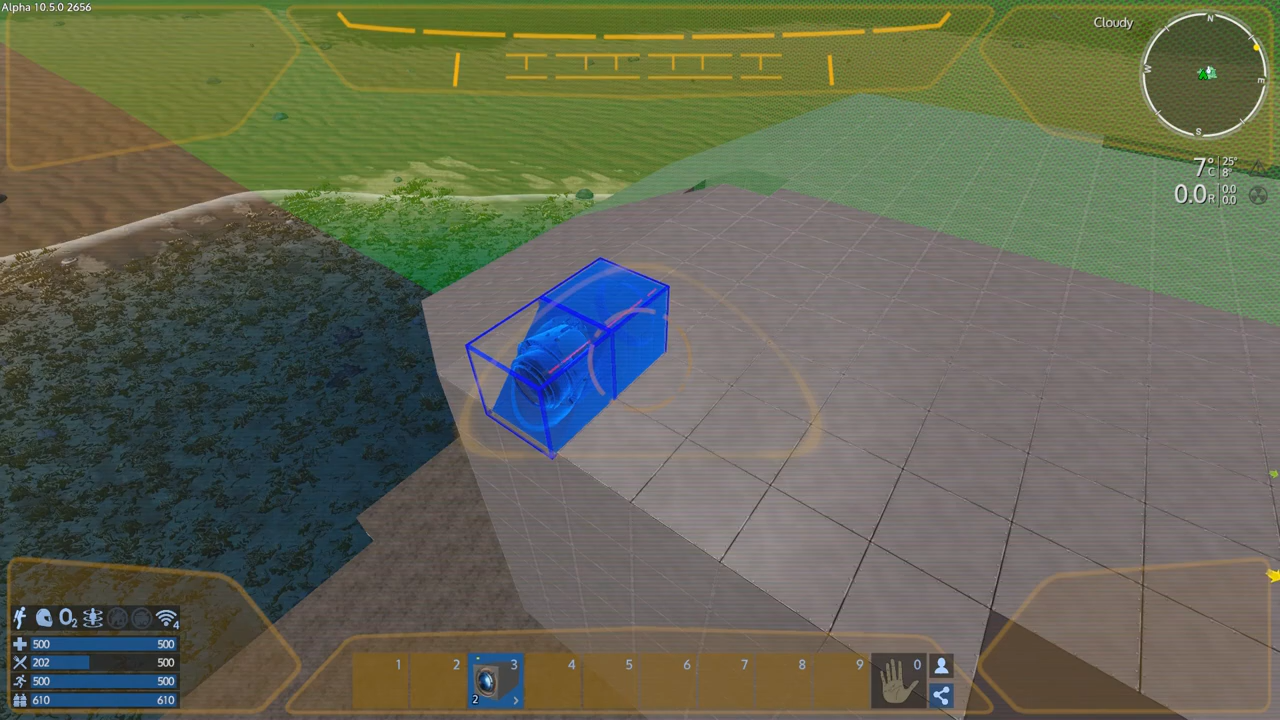 Alpha 10.5.0 2656
Cloudy
N
W
E
S
7°C 25° 8°
0.0R 0.0 0.0
O2
4
500 500
202 500
500 500
610 610
1 2 3 4 5 6 7 8 9 0
2